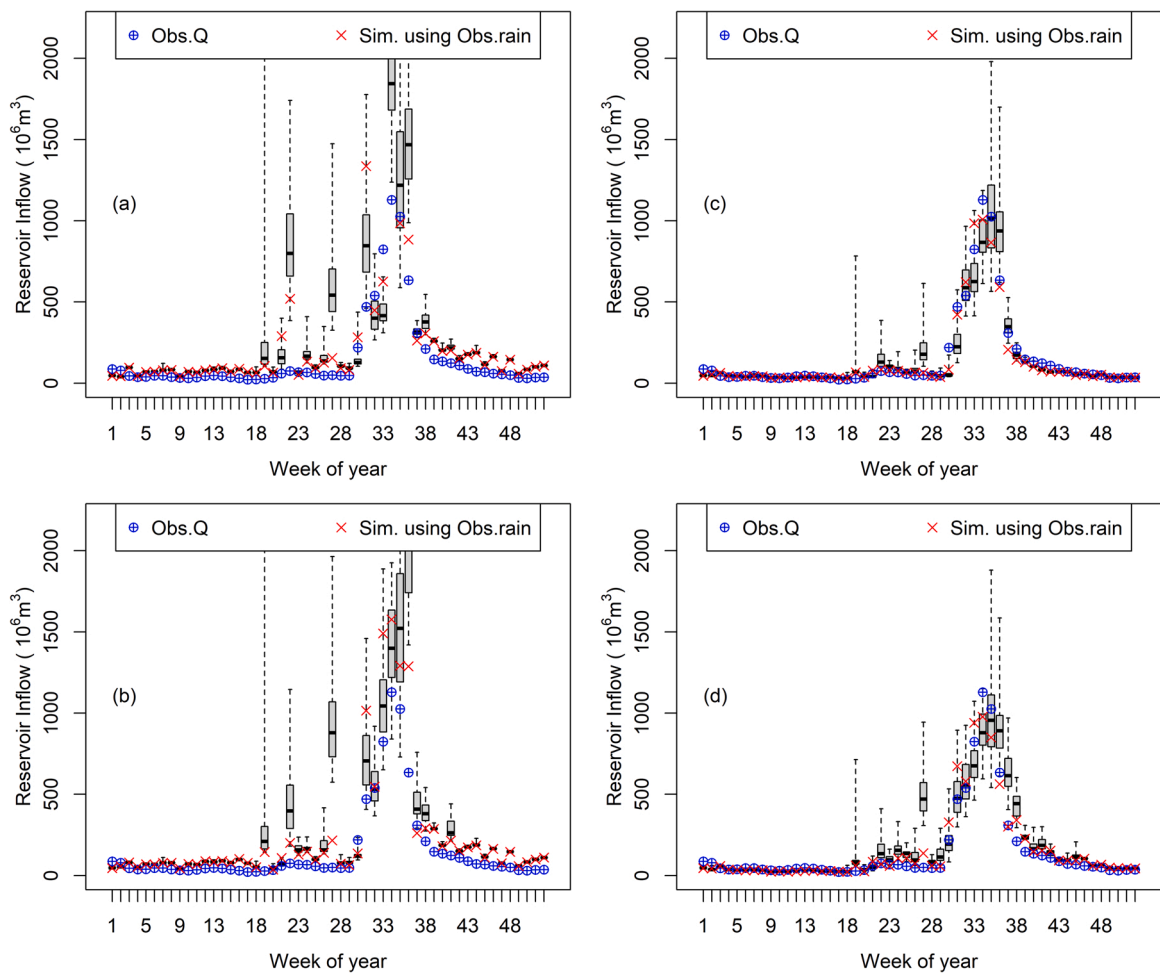 Obs.Q Sim. using Obs.rain
Reservoir Inflow ( 10⁶m³)
2000
1500
1000
500
0
(a)
1 5 9 13 18 23 28 33 38 43 48
Week of year
Obs.Q Sim. using Obs.rain
Reservoir Inflow ( 10⁶m³)
2000
1500
1000
500
0
(c)
1 5 9 13 18 23 28 33 38 43 48
Week of year
Obs.Q Sim. using Obs.rain
Reservoir Inflow ( 10⁶m³)
2000
1500
1000
500
0
(b)
1 5 9 13 18 23 28 33 38 43 48
Week of year
Obs.Q Sim. using Obs.rain
Reservoir Inflow ( 10⁶m³)
2000
1500
1000
500
0
(d)
1 5 9 13 18 23 28 33 38 43 48
Week of year